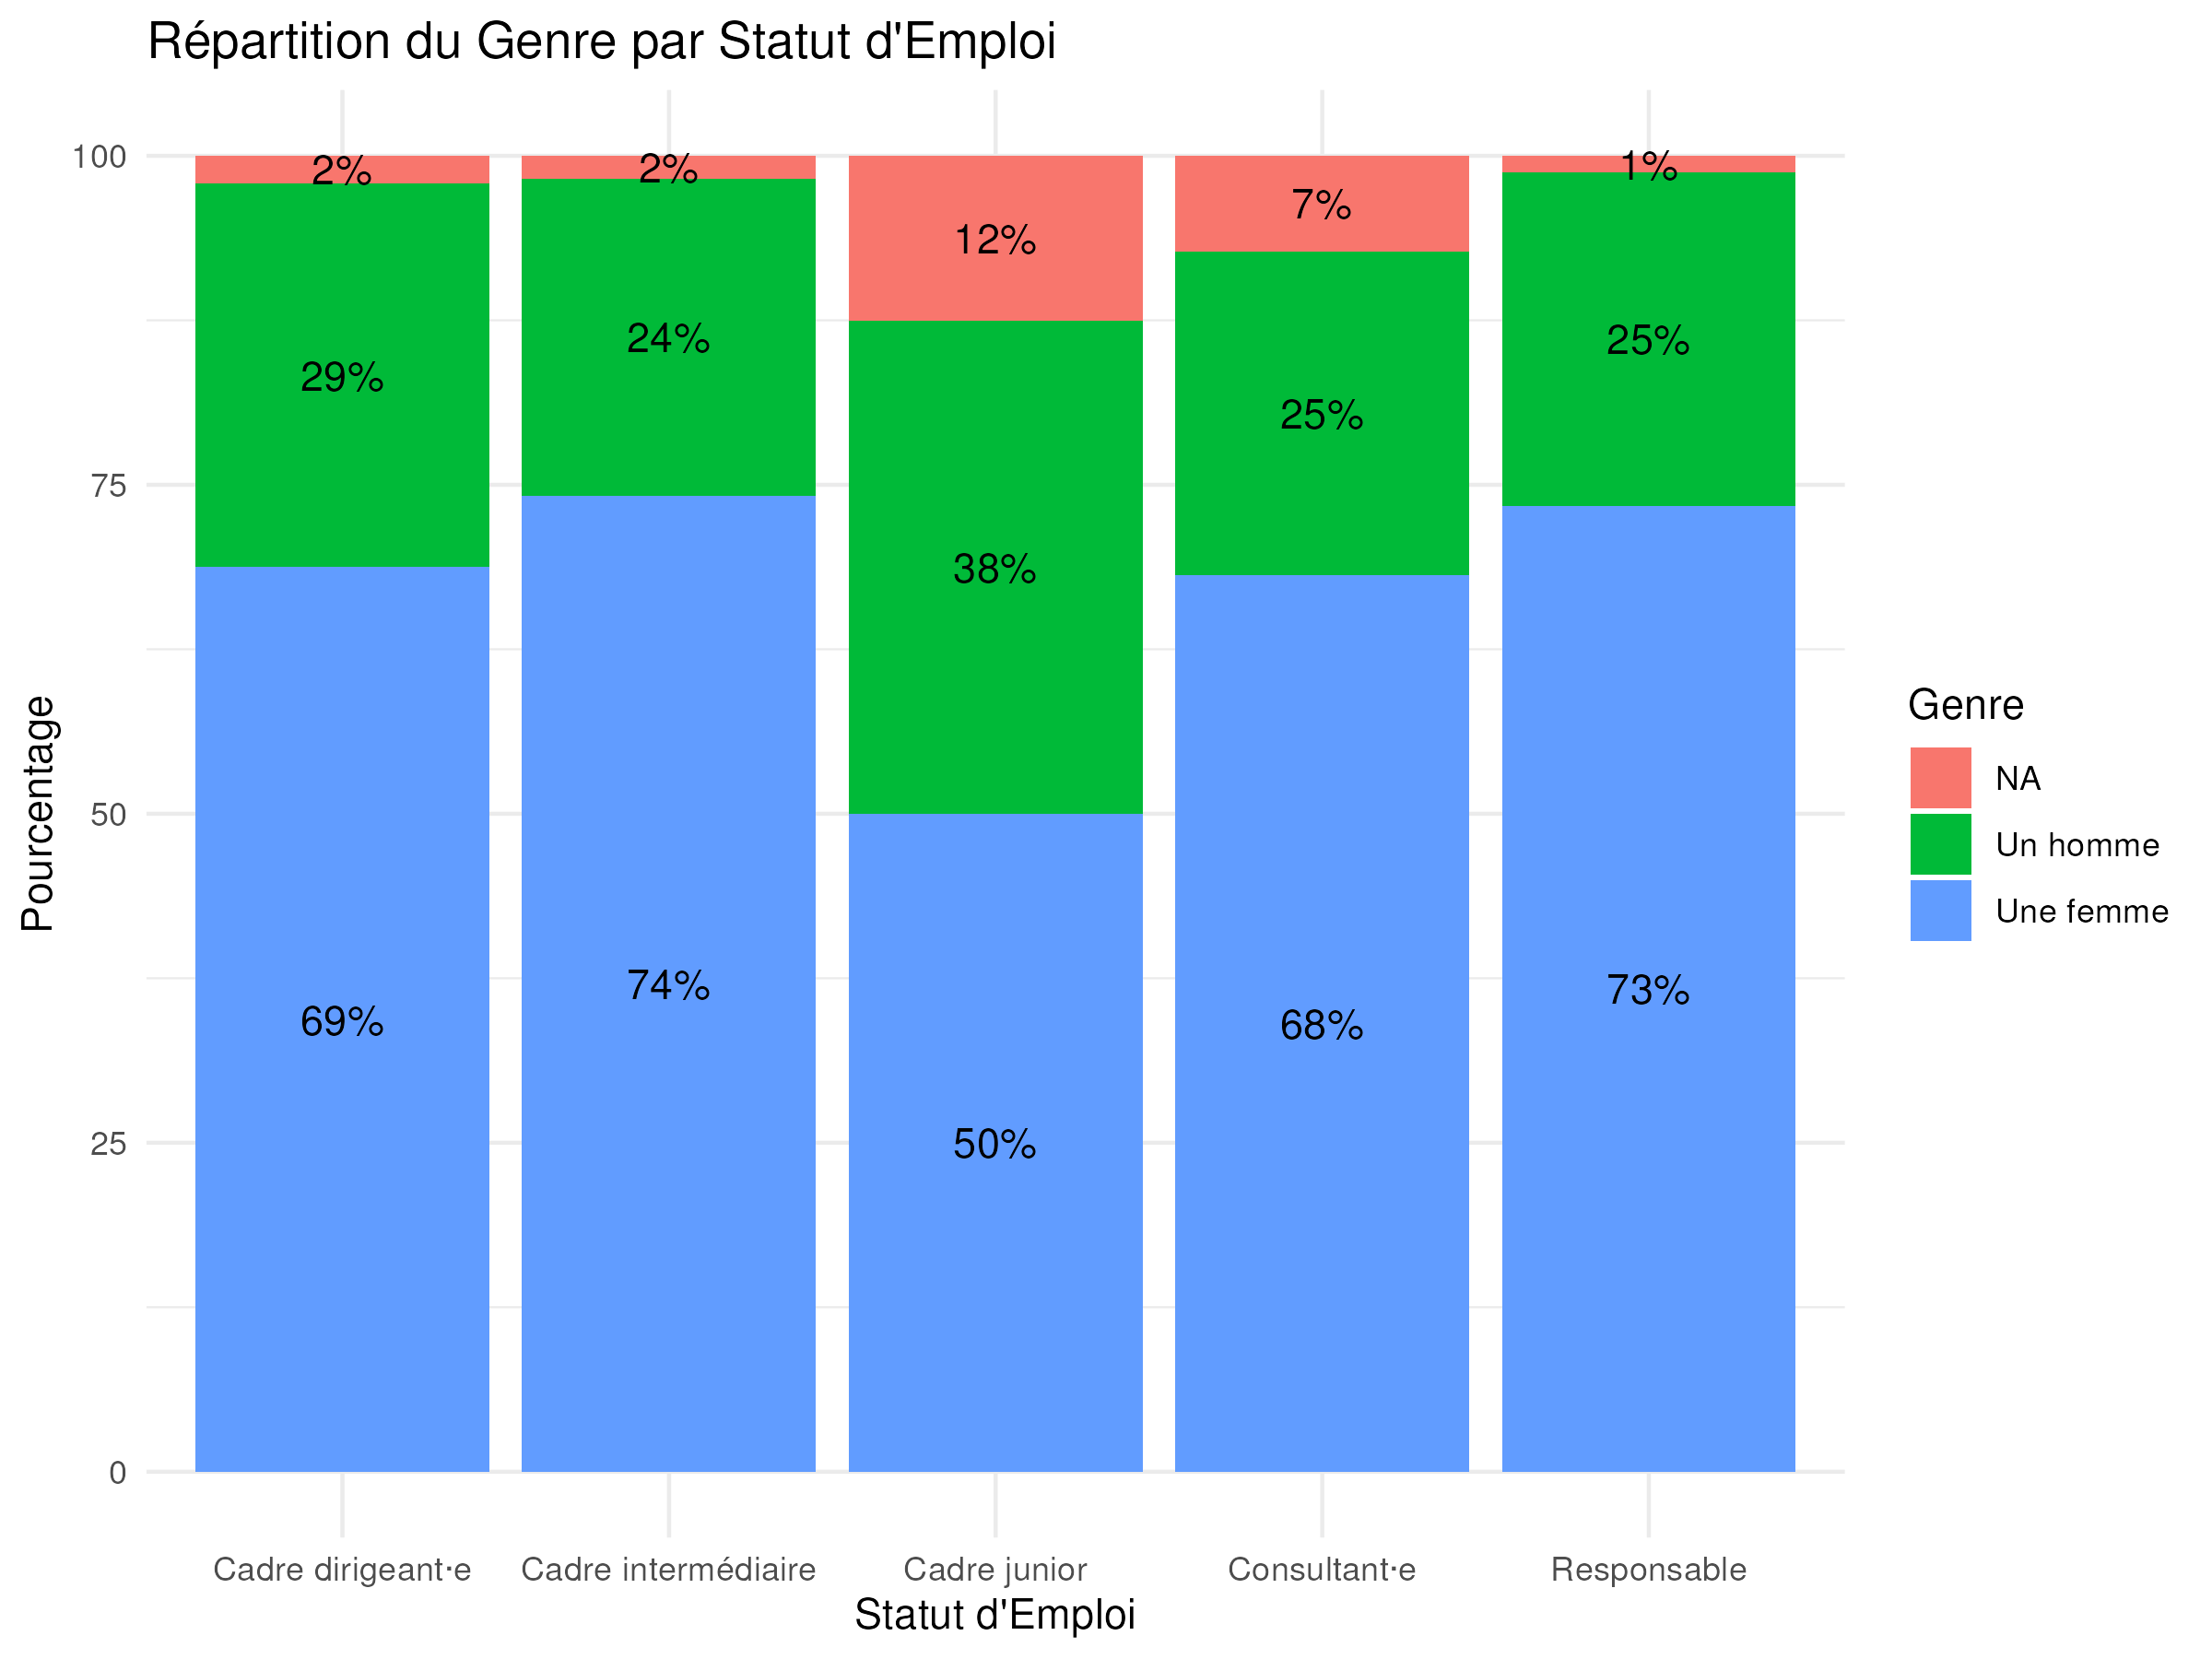 Répartition du Genre par Statut d'Emploi
Pourcentage
100
75
50
25
0
2%
29%
69%
2%
24%
74%
12%
38%
50%
7%
25%
68%
1%
25%
73%
Cadre dirigeant·e
Cadre intermédiaire
Cadre junior
Consultant·e
Responsable
Statut d'Emploi
Genre
NA
Un homme
Une femme